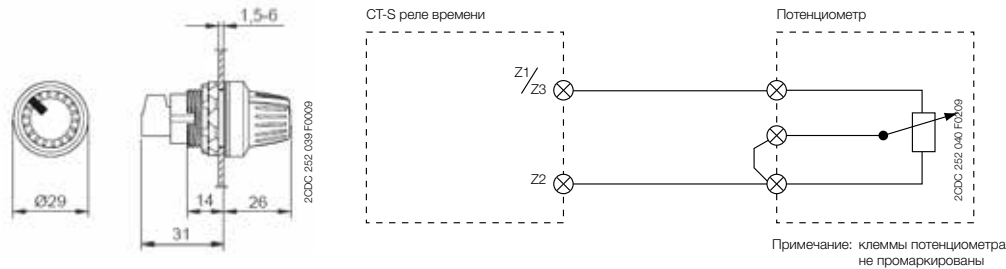 1,5-6
Ø29
14
26
31
2CDC 252 039 F0009
CT-S реле времени
Потенциометр
Z1/
Z3
Z2
2CDC 252 040 F0209
Примечание: клеммы потенциометра
не промаркированы